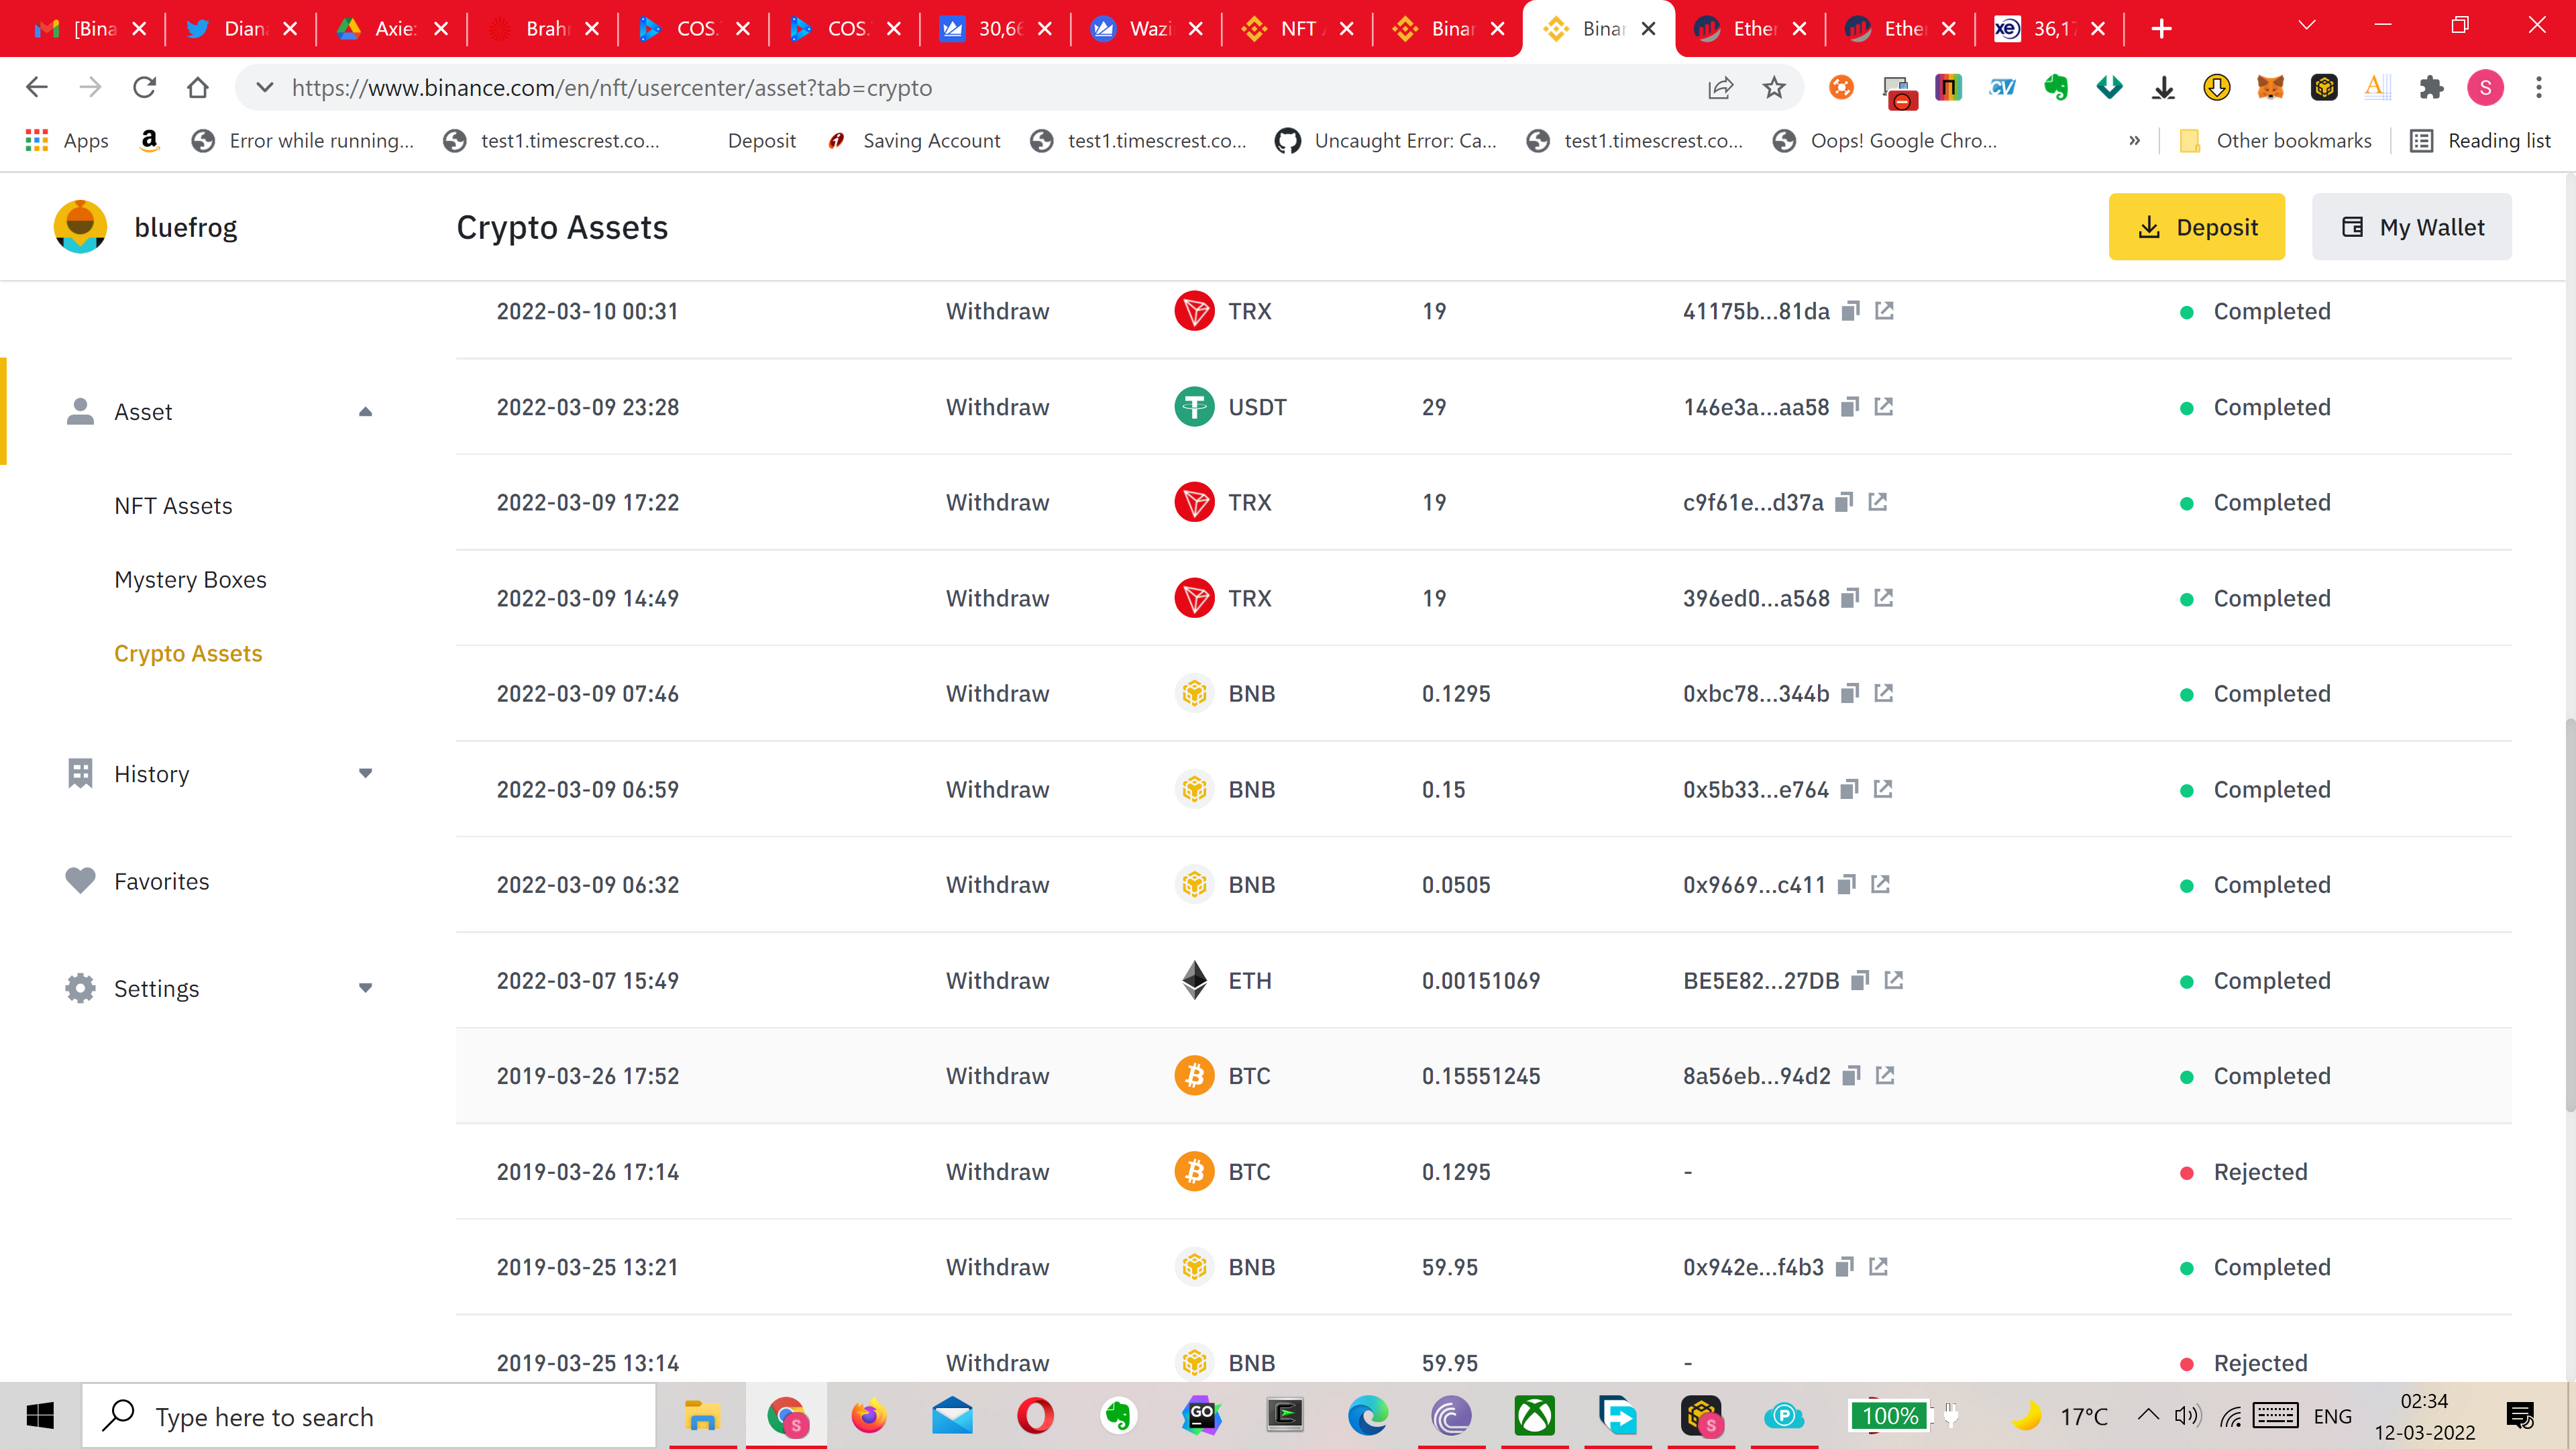 [Bina
Dian
Axie:
Brah
COS.
COS.
30,66
Wazi
NFT
Binar
Binar
Ether
Ether
xe 36,17
https://www.binance.com/en/nft/usercenter/asset?tab=crypto
Apps
Error while running...
test1.timescrest.co...
Deposit
Saving Account
test1.timescrest.co...
Uncaught Error: Ca...
test1.timescrest.co...
Oops! Google Chro...
»
Other bookmarks
Reading list
bluefrog
Crypto Assets
Deposit
My Wallet
2022-03-10 00:31 Withdraw TRX 19 41175b...81da Completed
Asset
2022-03-09 23:28 Withdraw USDT 29 146e3a...aa58 Completed
NFT Assets
2022-03-09 17:22 Withdraw TRX 19 c9f61e...d37a Completed
Mystery Boxes
2022-03-09 14:49 Withdraw TRX 19 396ed0...a568 Completed
Crypto Assets
2022-03-09 07:46 Withdraw BNB 0.1295 0xbc78...344b Completed
History
2022-03-09 06:59 Withdraw BNB 0.15 0x5b33...e764 Completed
Favorites
2022-03-09 06:32 Withdraw BNB 0.0505 0x9669...c411 Completed
Settings
2022-03-07 15:49 Withdraw ETH 0.00151069 BE5E82...27DB Completed
2019-03-26 17:52 Withdraw BTC 0.15551245 8a56eb...94d2 Completed
2019-03-26 17:14 Withdraw BTC 0.1295 - Rejected
2019-03-25 13:21 Withdraw BNB 59.95 0x942e...f4b3 Completed
2019-03-25 13:14 Withdraw BNB 59.95 - Rejected
Type here to search
100%
17°C
ENG
02:34
12-03-2022